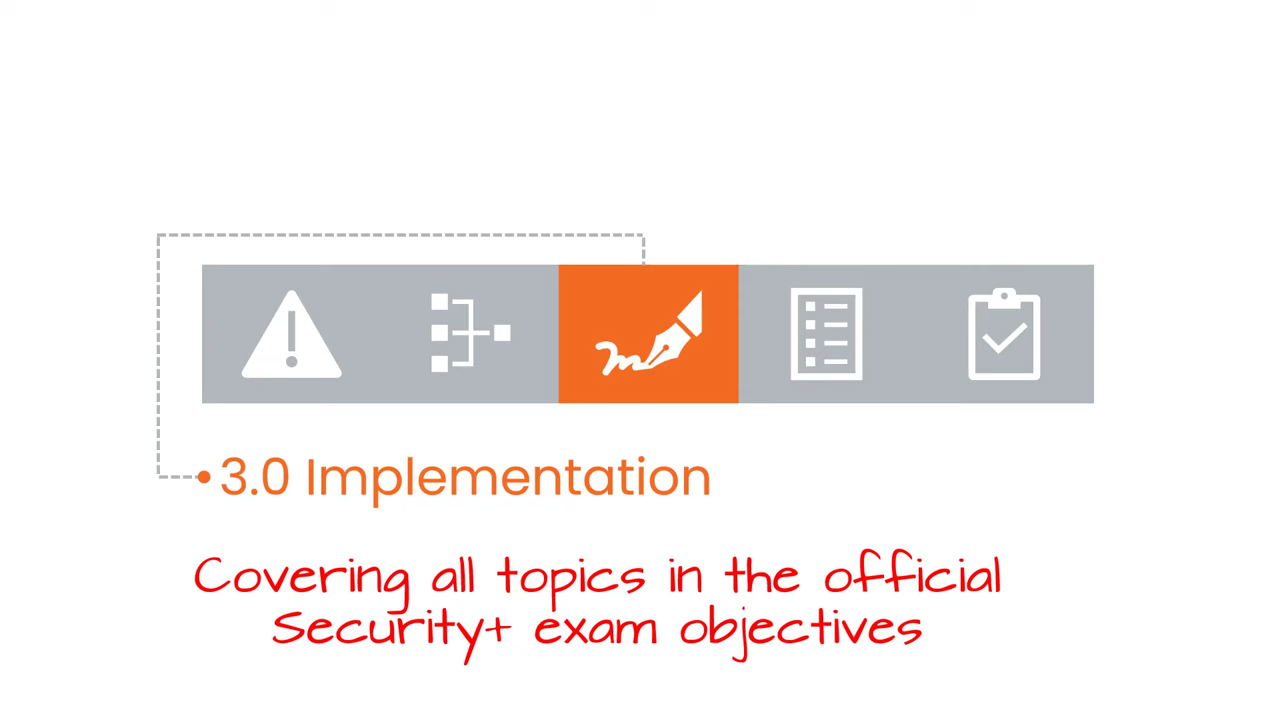 3.0 Implementation
Covering all topics in the official
Security+ exam objectives